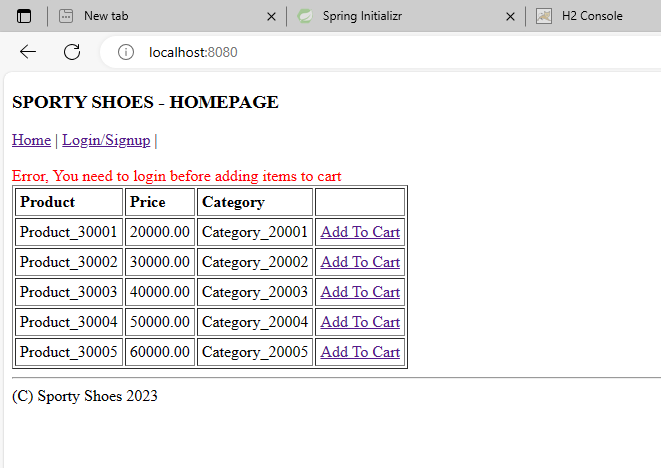 New tab
Spring Initializr
H2 Console
localhost:8080
SPORTY SHOES - HOMEPAGE
Home | Login/Signup |
Error, You need to login before adding items to cart
Product Price Category
Product_30001 20000.00 Category_20001 Add To Cart
Product_30002 30000.00 Category_20002 Add To Cart
Product_30003 40000.00 Category_20003 Add To Cart
Product_30004 50000.00 Category_20004 Add To Cart
Product_30005 60000.00 Category_20005 Add To Cart
(C) Sporty Shoes 2023